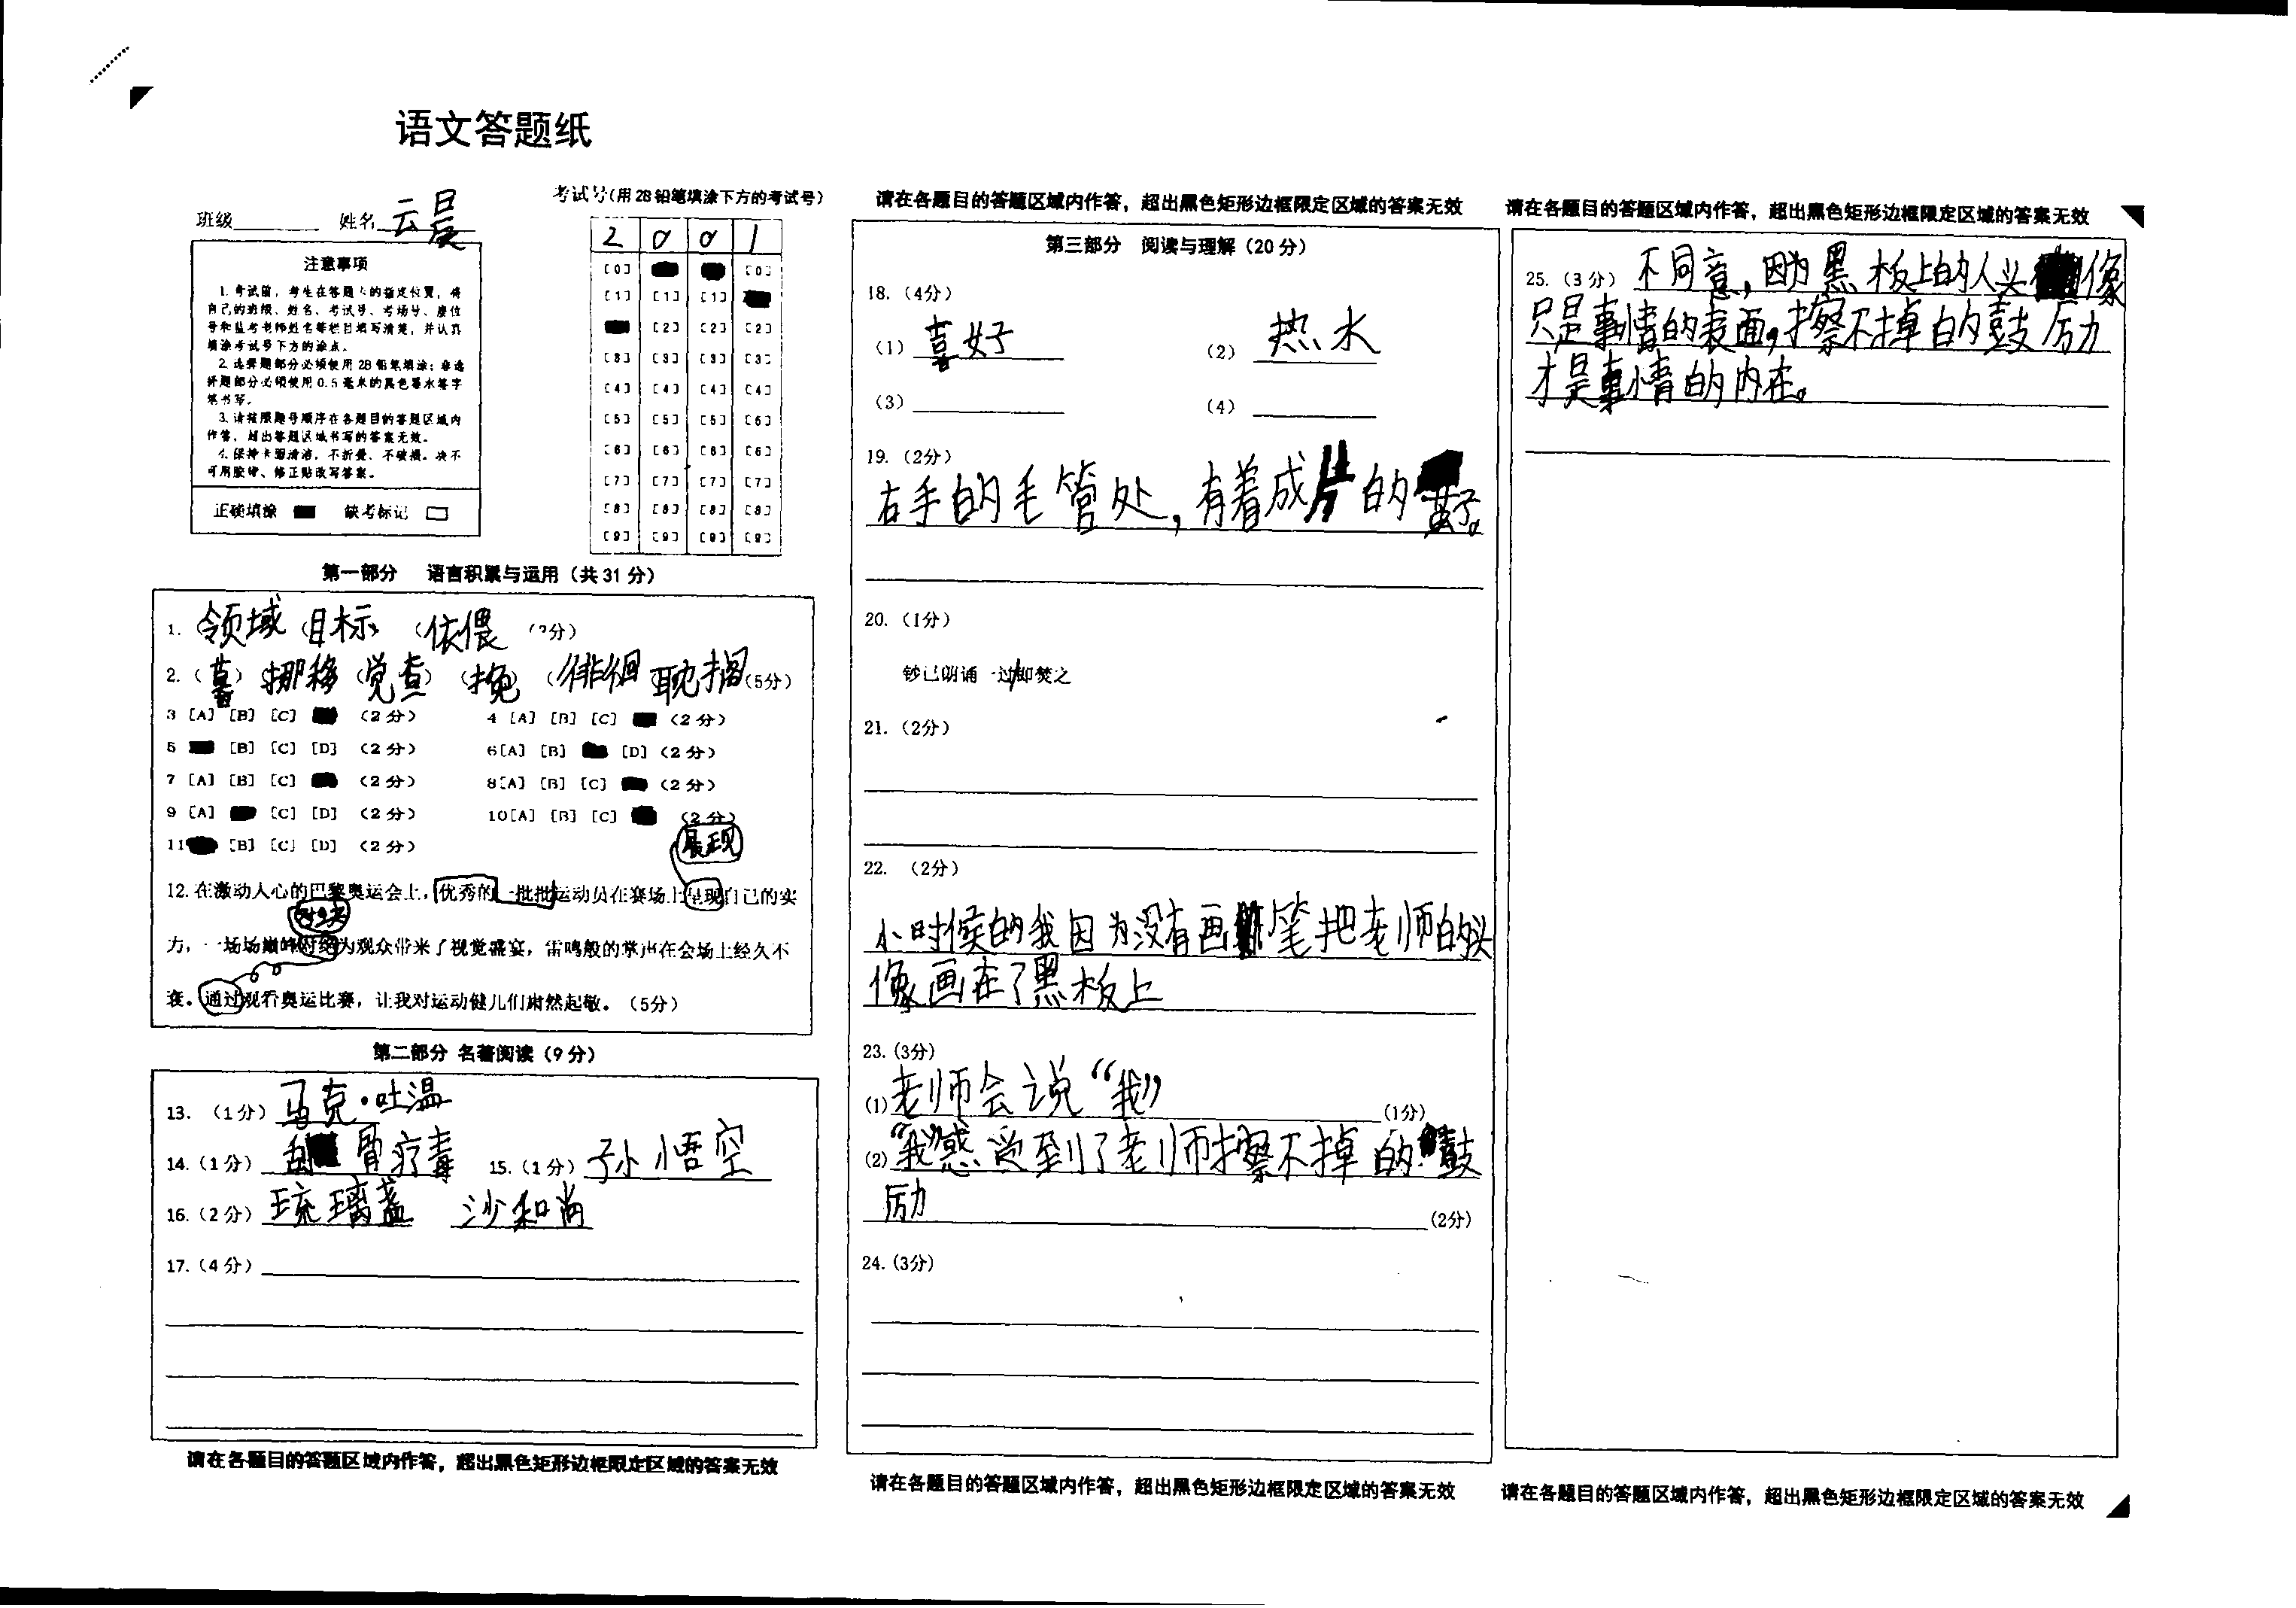 语文答题纸
班级 姓名 云晨
考试号(用 2B 铅笔填涂下方的考试号)
2 0 0 1
[0] [0]
[1] [1] [1]
[2] [2] [2]
[3] [3] [3] [3]
[4] [4] [4] [4]
[5] [5] [5] [5]
[6] [6] [6] [6]
[7] [7] [7] [7]
[8] [8] [8] [8]
[9] [9] [9] [9]
注意事项
1. 考试前,考生在答题卡的指定位置,将
自己的班级、姓名、考试号、考场号、座位
号和监考老师姓名等栏目填写清楚,并认真
填涂考试号下方的涂点。
2. 选择题部分必须使用 2B 铅笔填涂;非选
择题部分必须使用 0.5 毫米的黑色墨水签字
笔书写。
3. 请按照题号顺序在各题目的答题区域内
作答,超出答题区域书写的答案无效。
4. 保持卡面清洁,不折叠、不破损。决不
可用胶带、修正贴改写答案。
正确填涂 缺考标记
第一部分 语言积累与运用(共 31 分)
1. 领域 (目标) (依偎 (2分)
2. ( ) 挪移 (党查) (挽) (徘徊 耽搁 (5分)
3 [A] [B] [C] (2 分) 4 [A] [B] [C] (2 分)
5 [B] [C] [D] (2 分) 6[A] [B] [D] (2 分)
7 [A] [B] [C] (2 分) 8[A] [B] [C] (2 分)
9 [A] [C] [D] (2 分) 10[A] [B] [C] (2 分)
11 [B] [C] [D] (2 分)
展现
12. 在激动人心的巴黎奥运会上,优秀的一批批运动员在赛场上呈现自己的实
对决
力,一场场巅峰对绝为观众带来了视觉盛宴,雷鸣般的掌声在会场上经久不
衰。通过观看奥运比赛,让我对运动健儿们肃然起敬。(5分)
第二部分 名著阅读(9 分)
13. (1分) 马克·吐温
14. (1分) 刮骨疗毒 15. (1分) 孙悟空
16. (2分) 琉璃盏 沙和尚
17. (4分)
请在各题目的答题区域内作答,超出黑色矩形边框限定区域的答案无效
请在各题目的答题区域内作答,超出黑色矩形边框限定区域的答案无效
第三部分 阅读与理解(20 分)
18. (4分)
(1) 喜好 (2) 热水
(3) (4)
19. (2分)
右手的毛管处,有着成片的
20. (1分)
钞已朗诵一过/即焚之
21. (2分)
22. (2分)
小时候的我因为没有画笔把老师的头
像画在了黑板上
23. (3分)
(1) 老师会说“我” (1分)
(2) “我”感受到了老师擦不掉的鼓
励 (2分)
24. (3分)
请在各题目的答题区域内作答,超出黑色矩形边框限定区域的答案无效
请在各题目的答题区域内作答,超出黑色矩形边框限定区域的答案无效
25. (3分) 不同意,因为黑板上的人头像
只是事情的表面,擦不掉的鼓励
才是事情的内在。
请在各题目的答题区域内作答,超出黑色矩形边框限定区域的答案无效